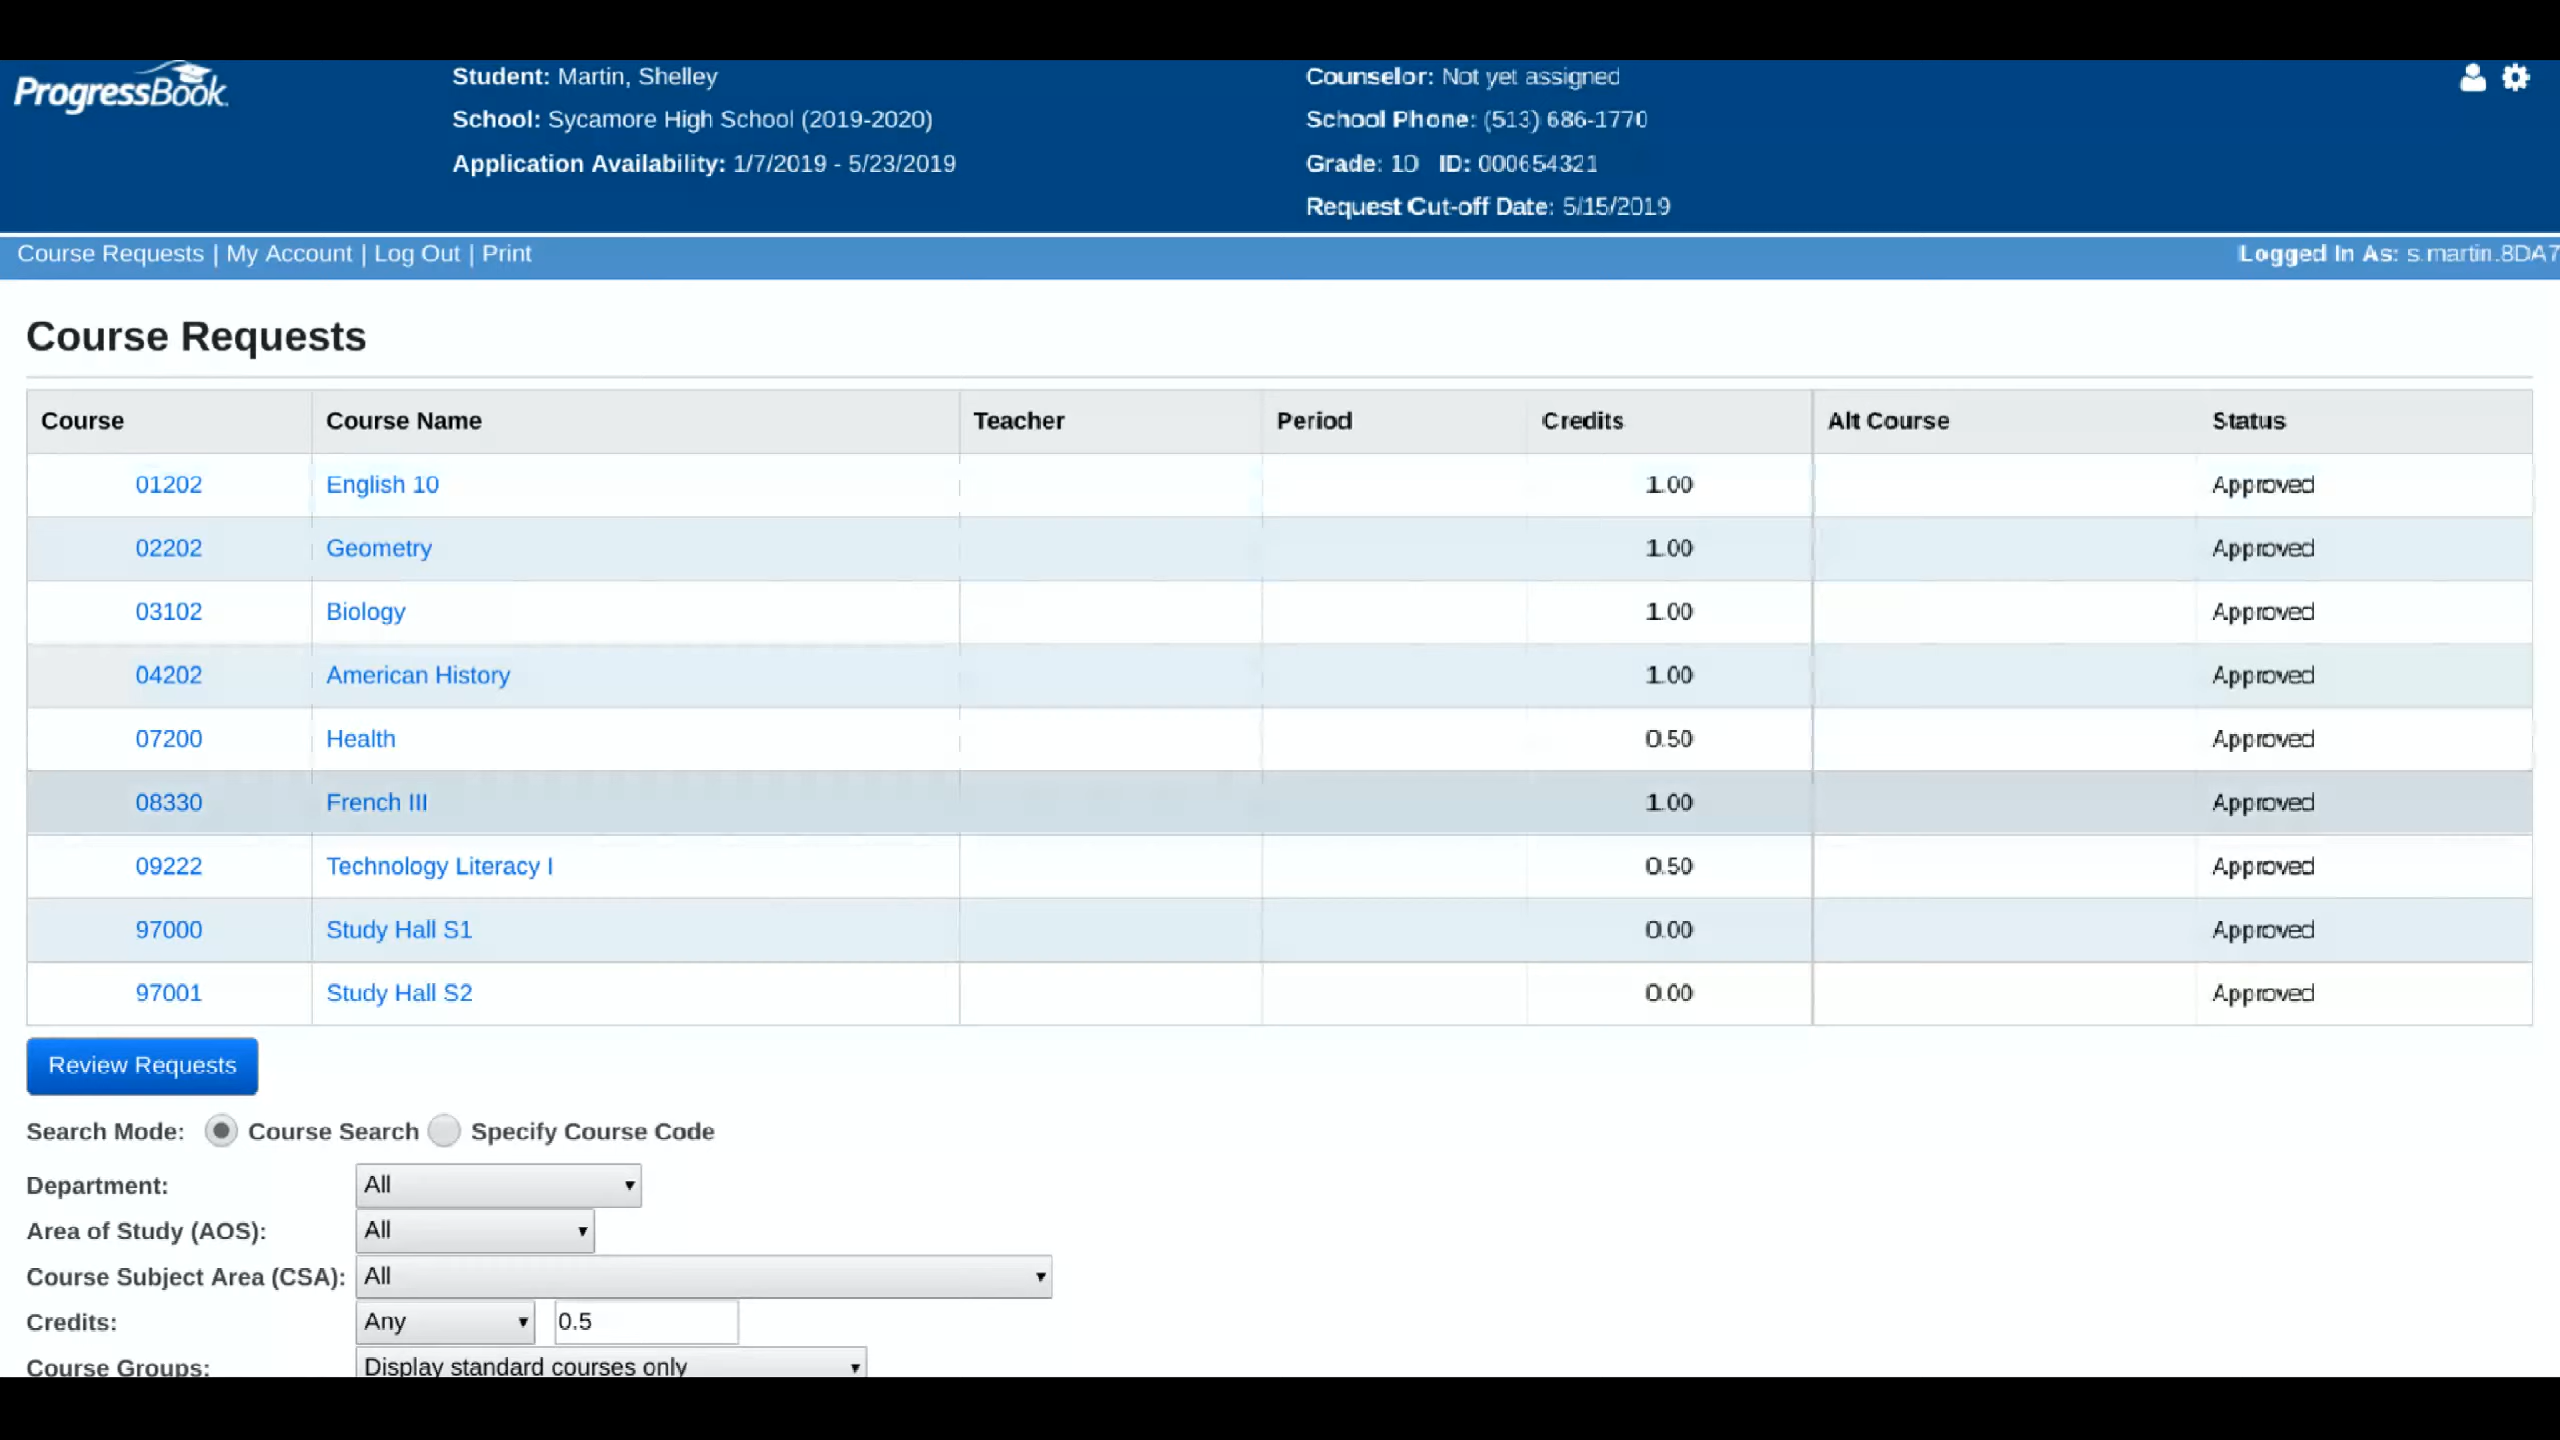 ProgressBook
Student: Martin, Shelley
School: Sycamore High School (2019-2020)
Application Availability: 1/7/2019 - 5/23/2019
Counselor: Not yet assigned
School Phone: (513) 686-1770
Grade: 10 ID: 000654321
Request Cut-off Date: 5/15/2019
Course Requests | My Account | Log Out | Print
Logged In As: s.martin.8DA7
Course Requests
Course Course Name Teacher Period Credits Alt Course Status
01202 English 10 1.00 Approved
02202 Geometry 1.00 Approved
03102 Biology 1.00 Approved
04202 American History 1.00 Approved
07200 Health 0.50 Approved
08330 French III 1.00 Approved
09222 Technology Literacy I 0.50 Approved
97000 Study Hall S1 0.00 Approved
97001 Study Hall S2 0.00 Approved
Review Requests
Search Mode: Course Search Specify Course Code
Department: All
Area of Study (AOS): All
Course Subject Area (CSA): All
Credits: Any 0.5
Course Groups: Display standard courses only